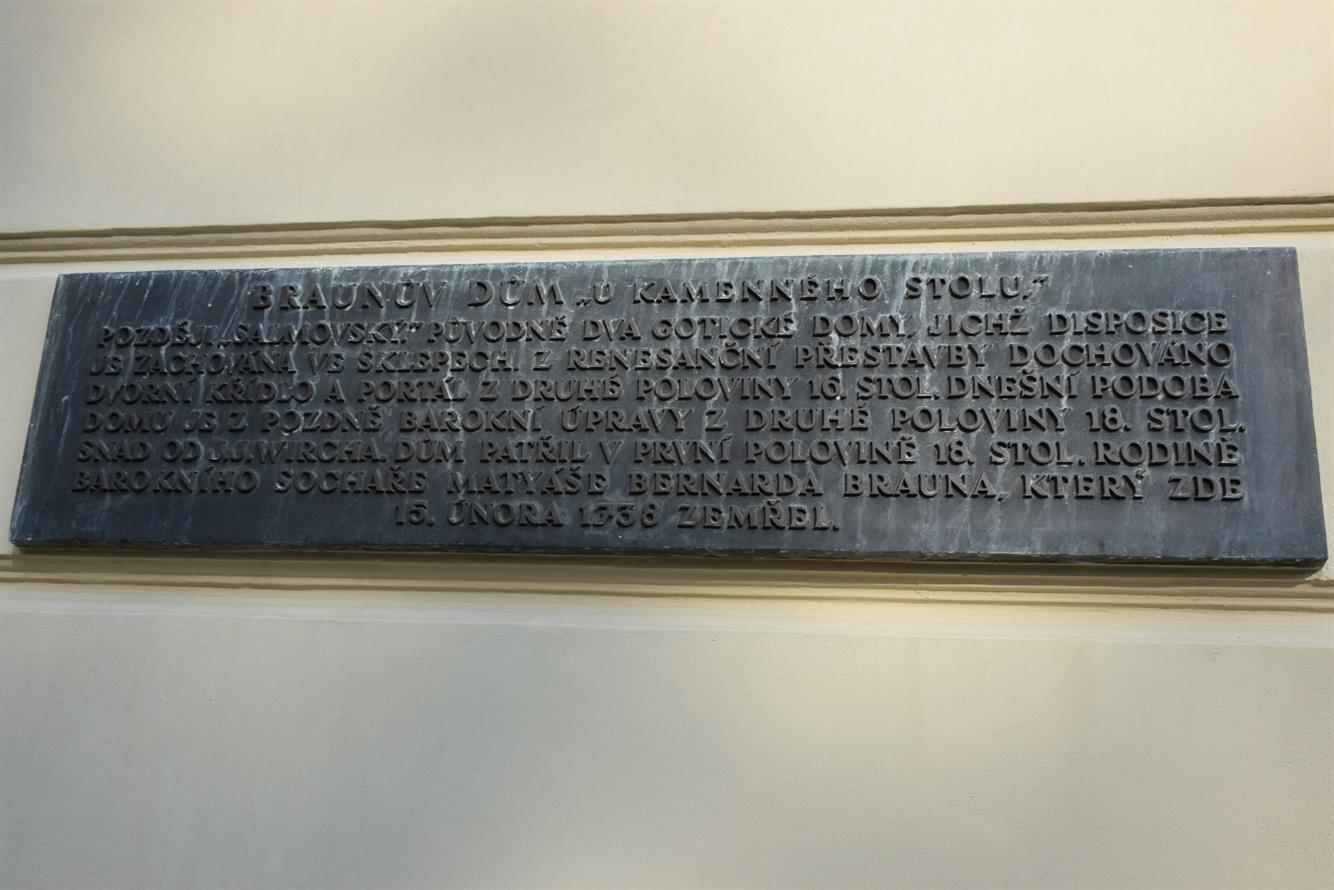 BRAUNŮV DŮM „U KAMENNÉHO STOLU,"
POZDĚJI „SALMOVSKÝ." PŮVODNĚ DVA GOTICKÉ DOMY, JICHŽ DISPOSICE
JE ZACHOVÁNA VE SKLEPECH. Z RENESANČNÍ PŘESTAVBY DOCHOVÁNO
DVORNÍ KŘÍDLO A PORTÁL Z DRUHÉ POLOVINY 16. STOL. DNEŠNÍ PODOBA
DOMU JE Z POZDNĚ BAROKNÍ ÚPRAVY Z DRUHÉ POLOVINY 18. STOL.
SNAD OD J.J.WIRCHA. DŮM PATŘIL V PRVNÍ POLOVINĚ 18. STOL. RODINĚ
BAROKNÍHO SOCHAŘE MATYÁŠE BERNARDA BRAUNA, KTERÝ ZDE
15. ÚNORA 1738 ZEMŘEL.